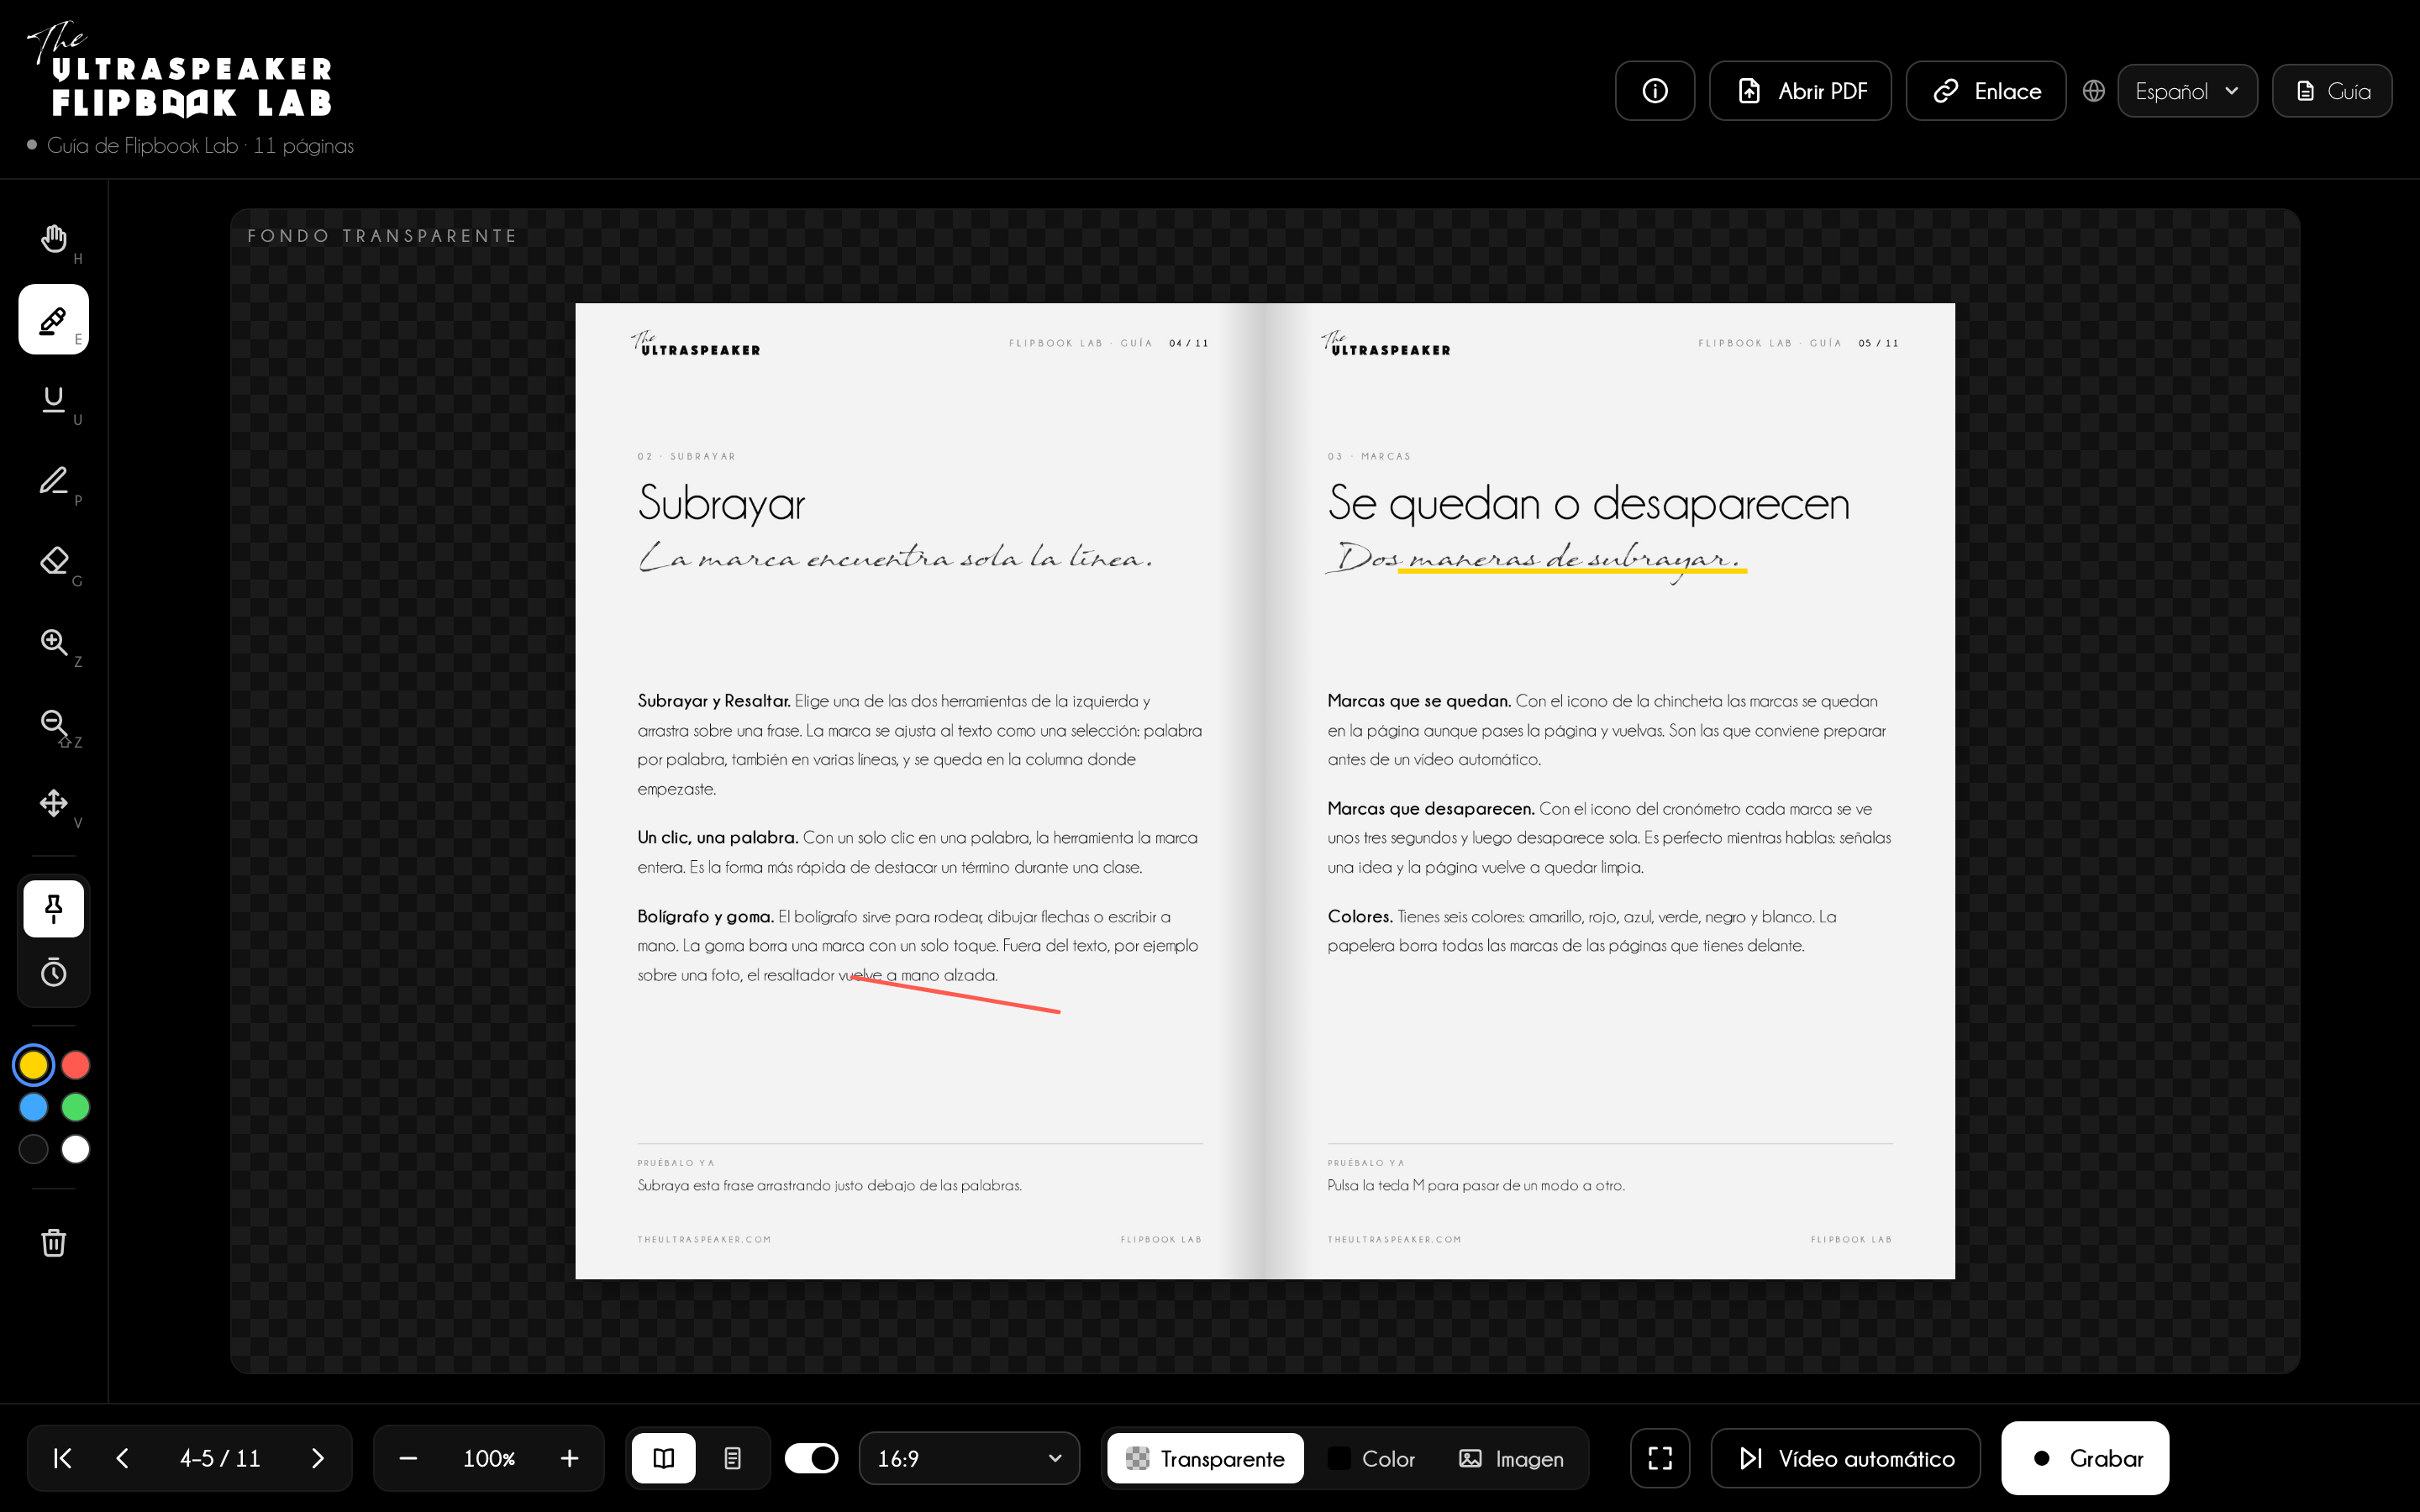 The
ULTRASPEAKER
FLIPBOOK LAB
Guía de Flipbook Lab · 11 páginas
Abrir PDF
Enlace
Español
Guía
H
E
U
P
G
Z
⇧Z
V
FONDO TRANSPARENTE
The
ULTRASPEAKER
FLIPBOOK LAB · GUÍA 04 / 11
02 · SUBRAYAR
Subrayar
La marca encuentra sola la línea.
Subrayar y Resaltar. Elige una de las dos herramientas de la izquierda y
arrastra sobre una frase. La marca se ajusta al texto como una selección: palabra
por palabra, también en varias líneas, y se queda en la columna donde
empezaste.
Un clic, una palabra. Con un solo clic en una palabra, la herramienta la marca
entera. Es la forma más rápida de destacar un término durante una clase.
Bolígrafo y goma. El bolígrafo sirve para rodear, dibujar flechas o escribir a
mano. La goma borra una marca con un solo toque. Fuera del texto, por ejemplo
sobre una foto, el resaltador vuelve a mano alzada.
PRUÉBALO YA
Subraya esta frase arrastrando justo debajo de las palabras.
THEULTRASPEAKER.COM
FLIPBOOK LAB
The
ULTRASPEAKER
FLIPBOOK LAB · GUÍA 05 / 11
03 · MARCAS
Se quedan o desaparecen
Dos maneras de subrayar.
Marcas que se quedan. Con el icono de la chincheta las marcas se quedan
en la página aunque pases la página y vuelvas. Son las que conviene preparar
antes de un vídeo automático.
Marcas que desaparecen. Con el icono del cronómetro cada marca se ve
unos tres segundos y luego desaparece sola. Es perfecto mientras hablas: señalas
una idea y la página vuelve a quedar limpia.
Colores. Tienes seis colores: amarillo, rojo, azul, verde, negro y blanco. La
papelera borra todas las marcas de las páginas que tienes delante.
PRUÉBALO YA
Pulsa la tecla M para pasar de un modo a otro.
THEULTRASPEAKER.COM
FLIPBOOK LAB
4–5 / 11
100%
16:9
Transparente
Color
Imagen
Vídeo automático
Grabar